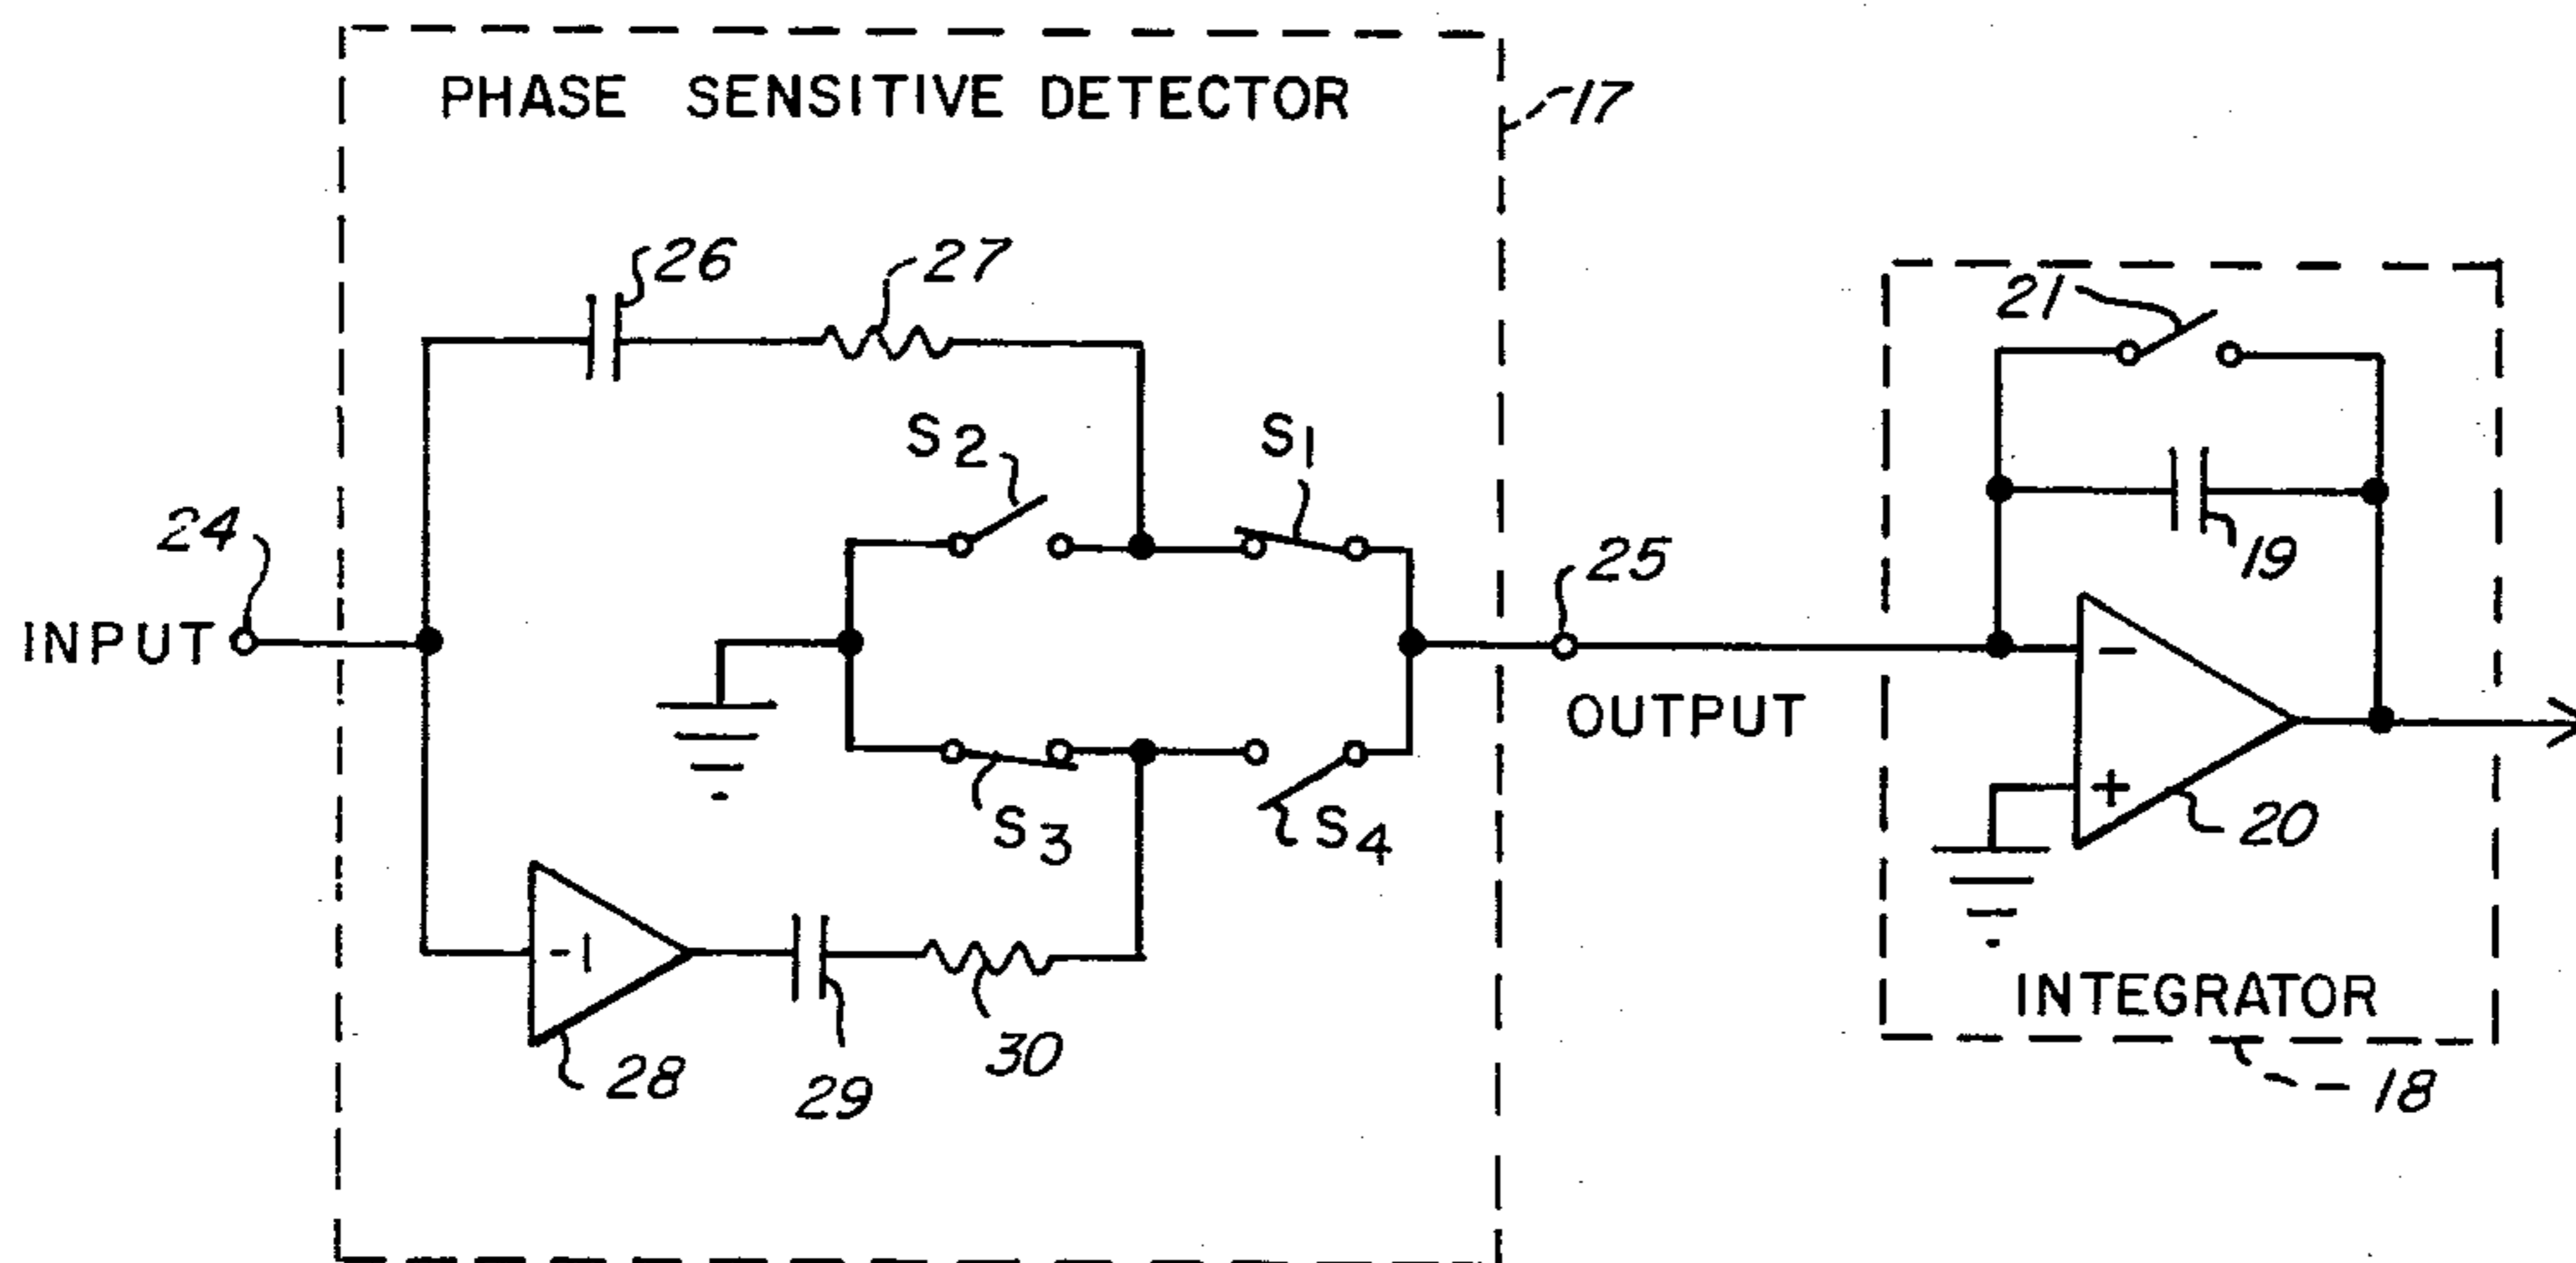 PHASE SENSITIVE DETECTOR
17
26
27
21
S2
S1
24
25
19
INPUT
OUTPUT
-
S3
S4
+
20
-1
INTEGRATOR
28
29
30
18